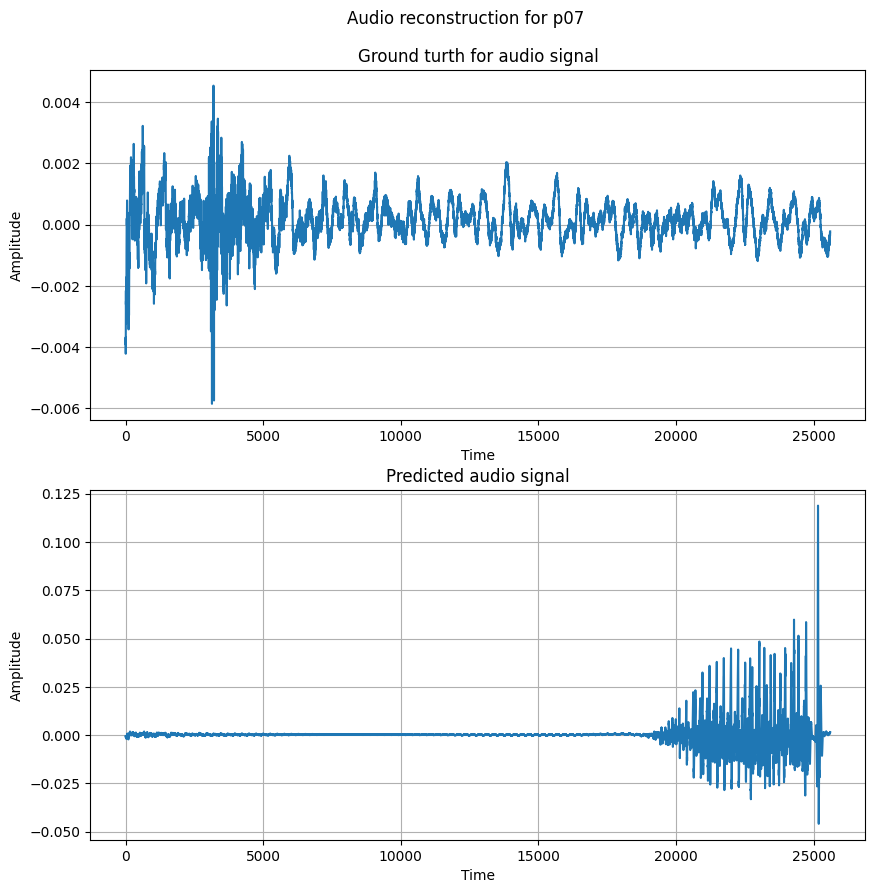 Audio reconstruction for p07
Ground turth for audio signal
0.004
0.002
0.000
−0.002
−0.004
−0.006
Amplitude
0 5000 10000 15000 20000 25000
Time
Predicted audio signal
0.125
0.100
0.075
0.050
0.025
0.000
−0.025
−0.050
Amplitude
0 5000 10000 15000 20000 25000
Time